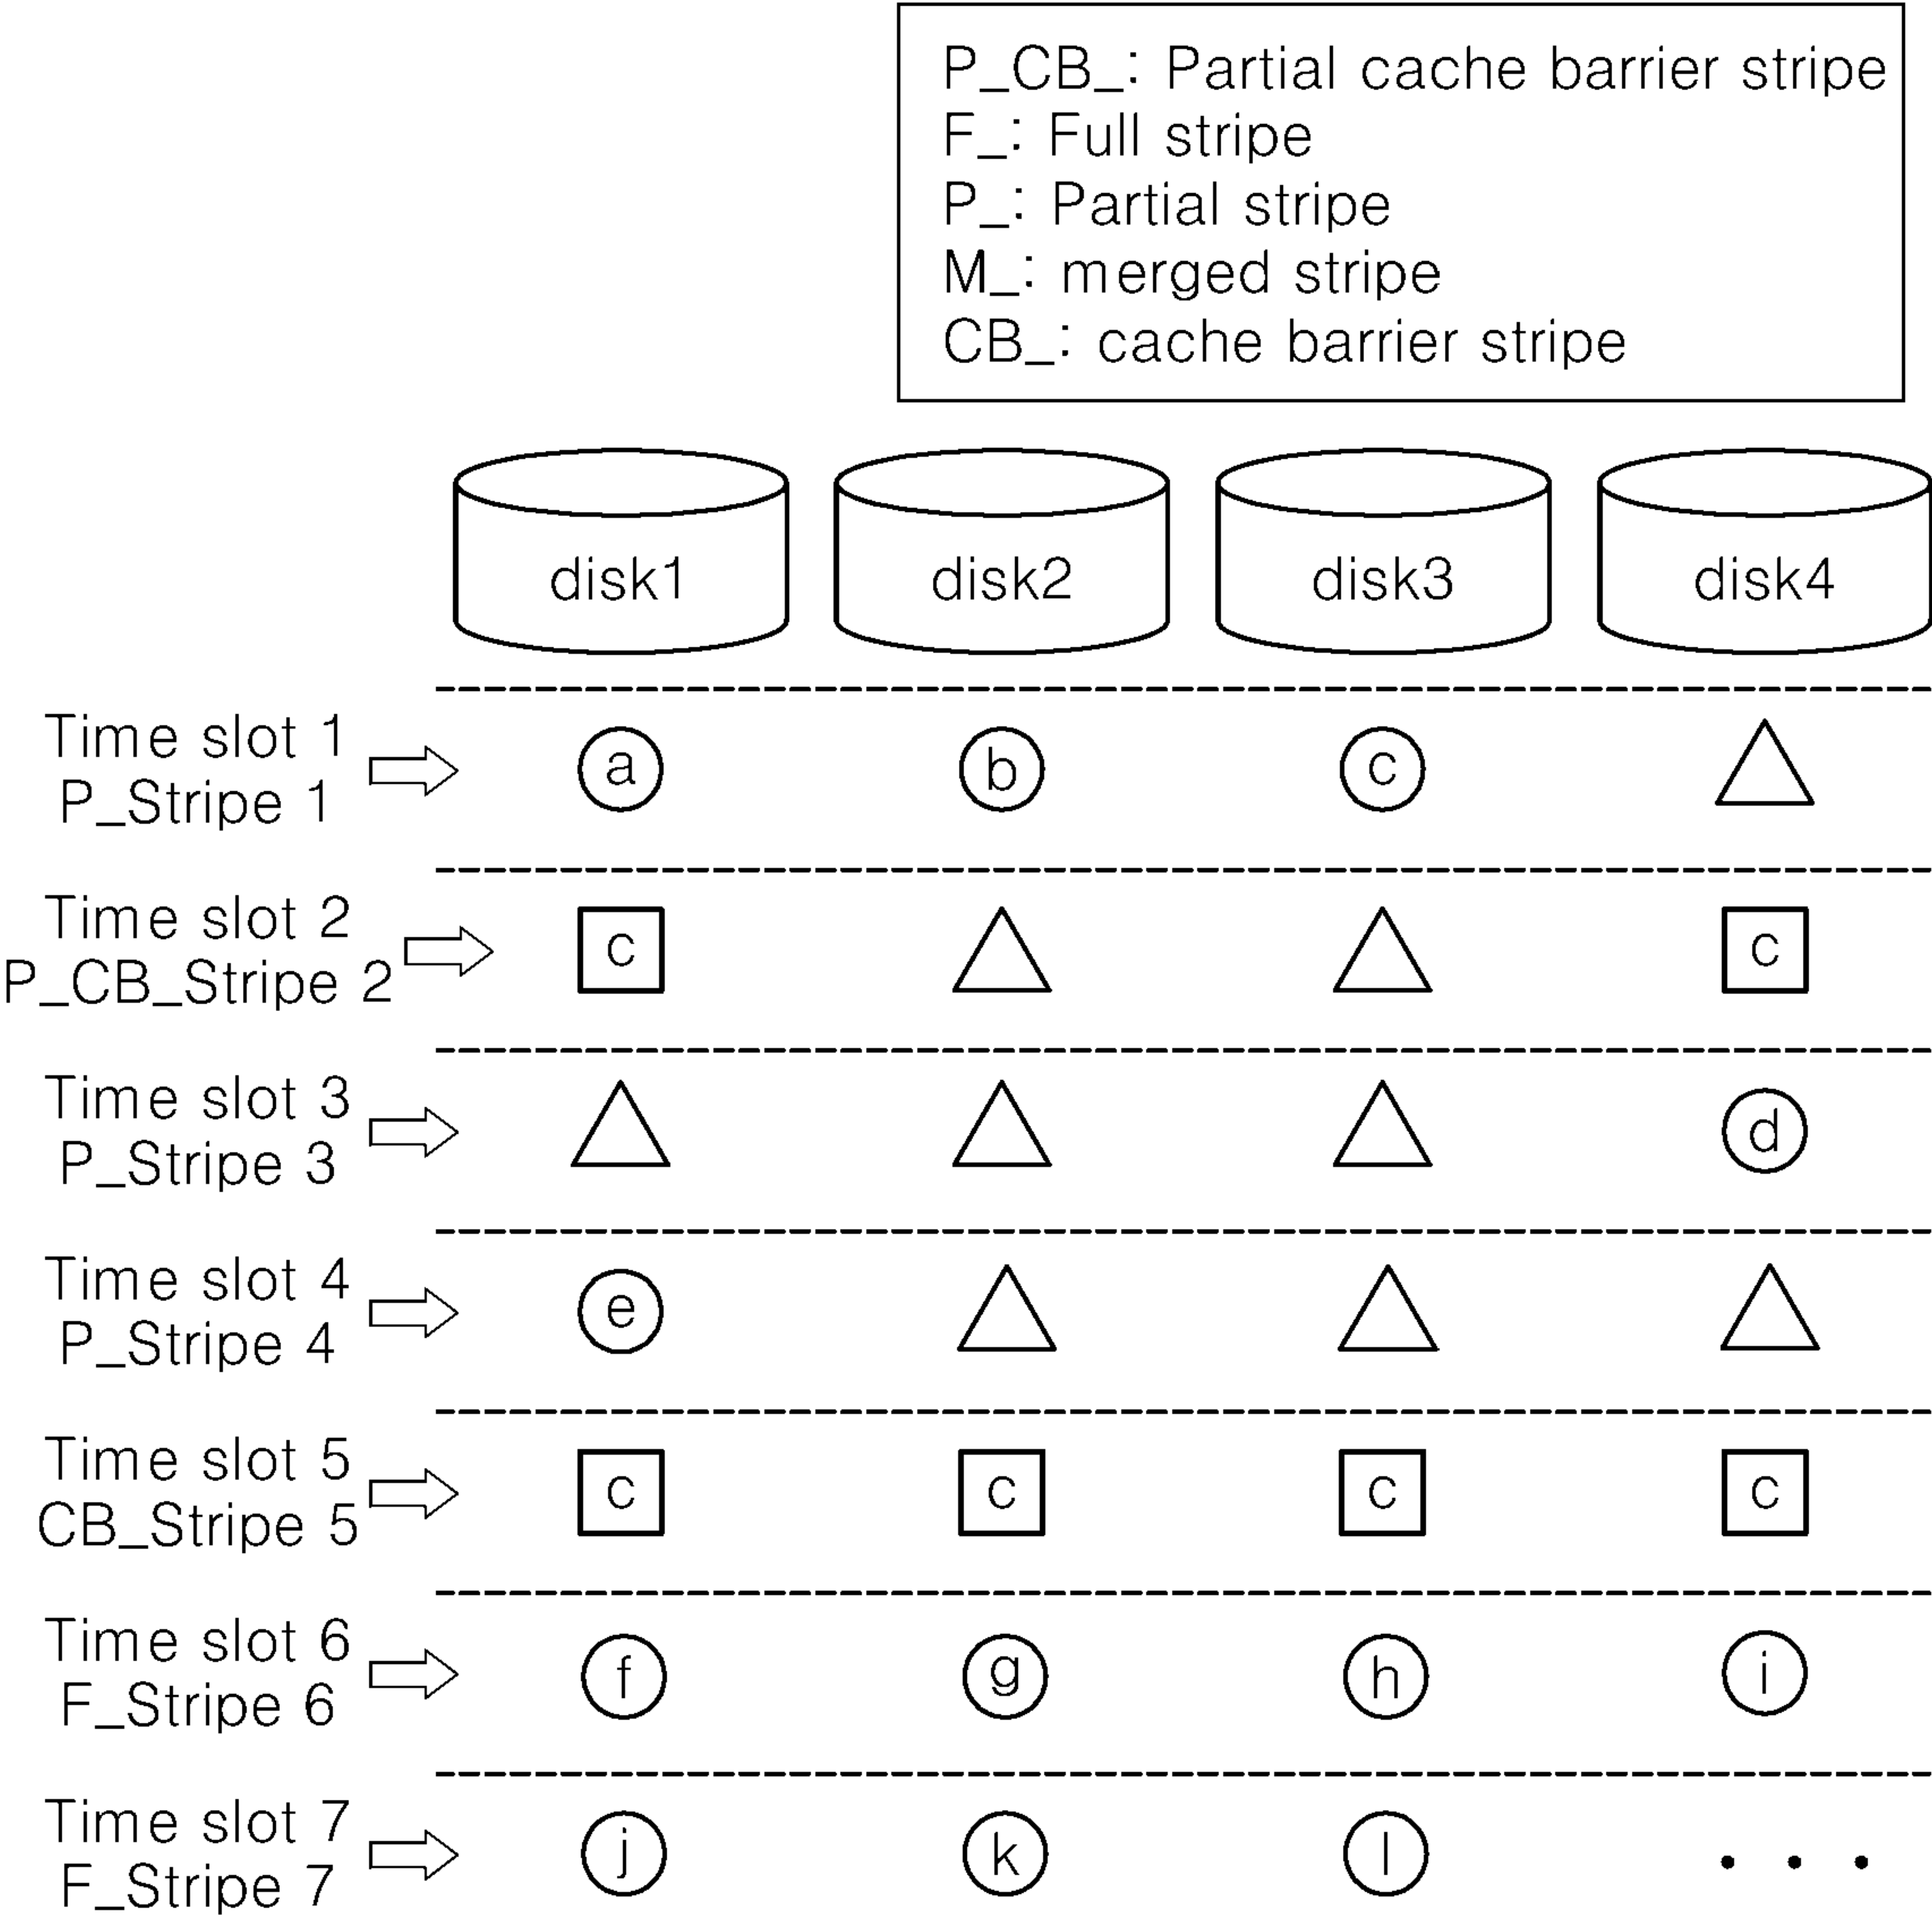 P_CB_: Partial cache barrier stripe
F_: Full stripe
P_: Partial stripe
M_: merged stripe
CB_: cache barrier stripe
disk1 disk2 disk3 disk4
Time slot 1
P_Stripe 1
a b c
Time slot 2
P_CB_Stripe 2
c c
Time slot 3
P_Stripe 3
d
Time slot 4
P_Stripe 4
e
Time slot 5
CB_Stripe 5
c c c c
Time slot 6
F_Stripe 6
f g h i
Time slot 7
F_Stripe 7
j k l . . .